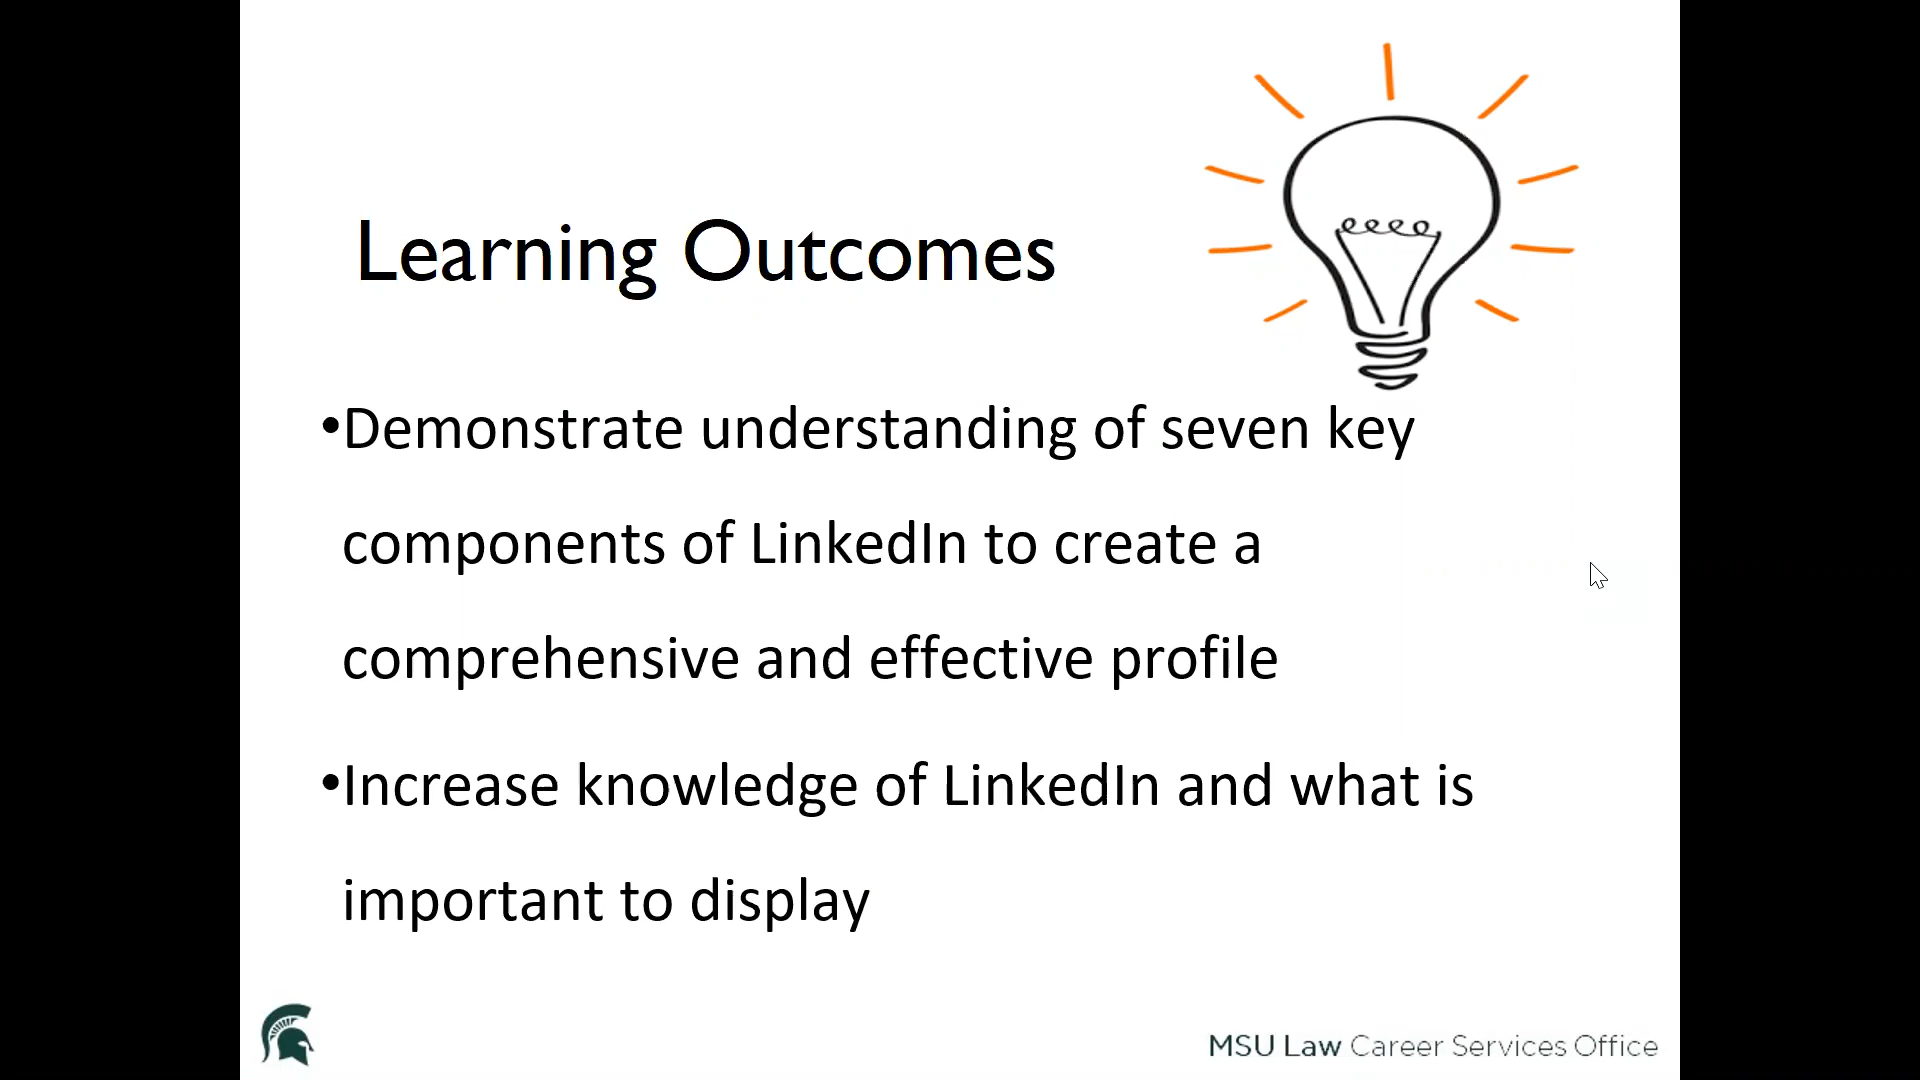 Learning Outcomes
•Demonstrate understanding of seven key
components of LinkedIn to create a
comprehensive and effective profile
•Increase knowledge of LinkedIn and what is
important to display
MSU Law Career Services Office